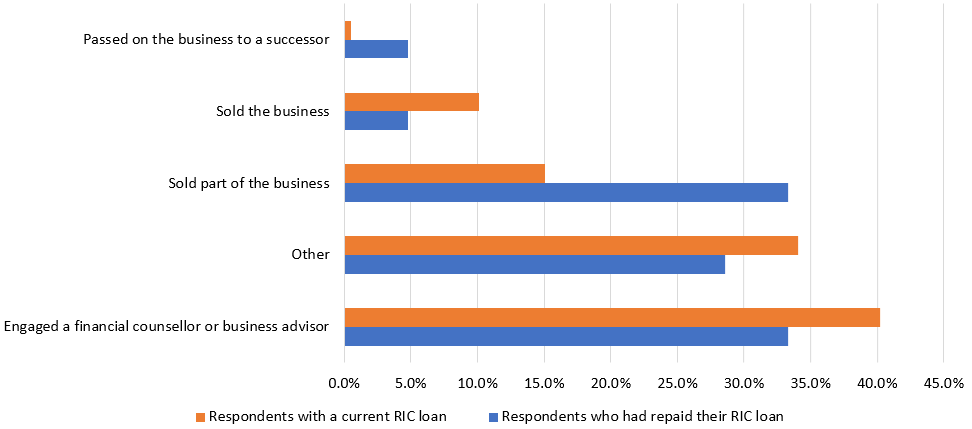 Passed on the business to a successor
Sold the business
Sold part of the business
Other
Engaged a financial counsellor or business advisor
0.0% 5.0% 10.0% 15.0% 20.0% 25.0% 30.0% 35.0% 40.0% 45.0%
Respondents with a current RIC loan Respondents who had repaid their RIC loan